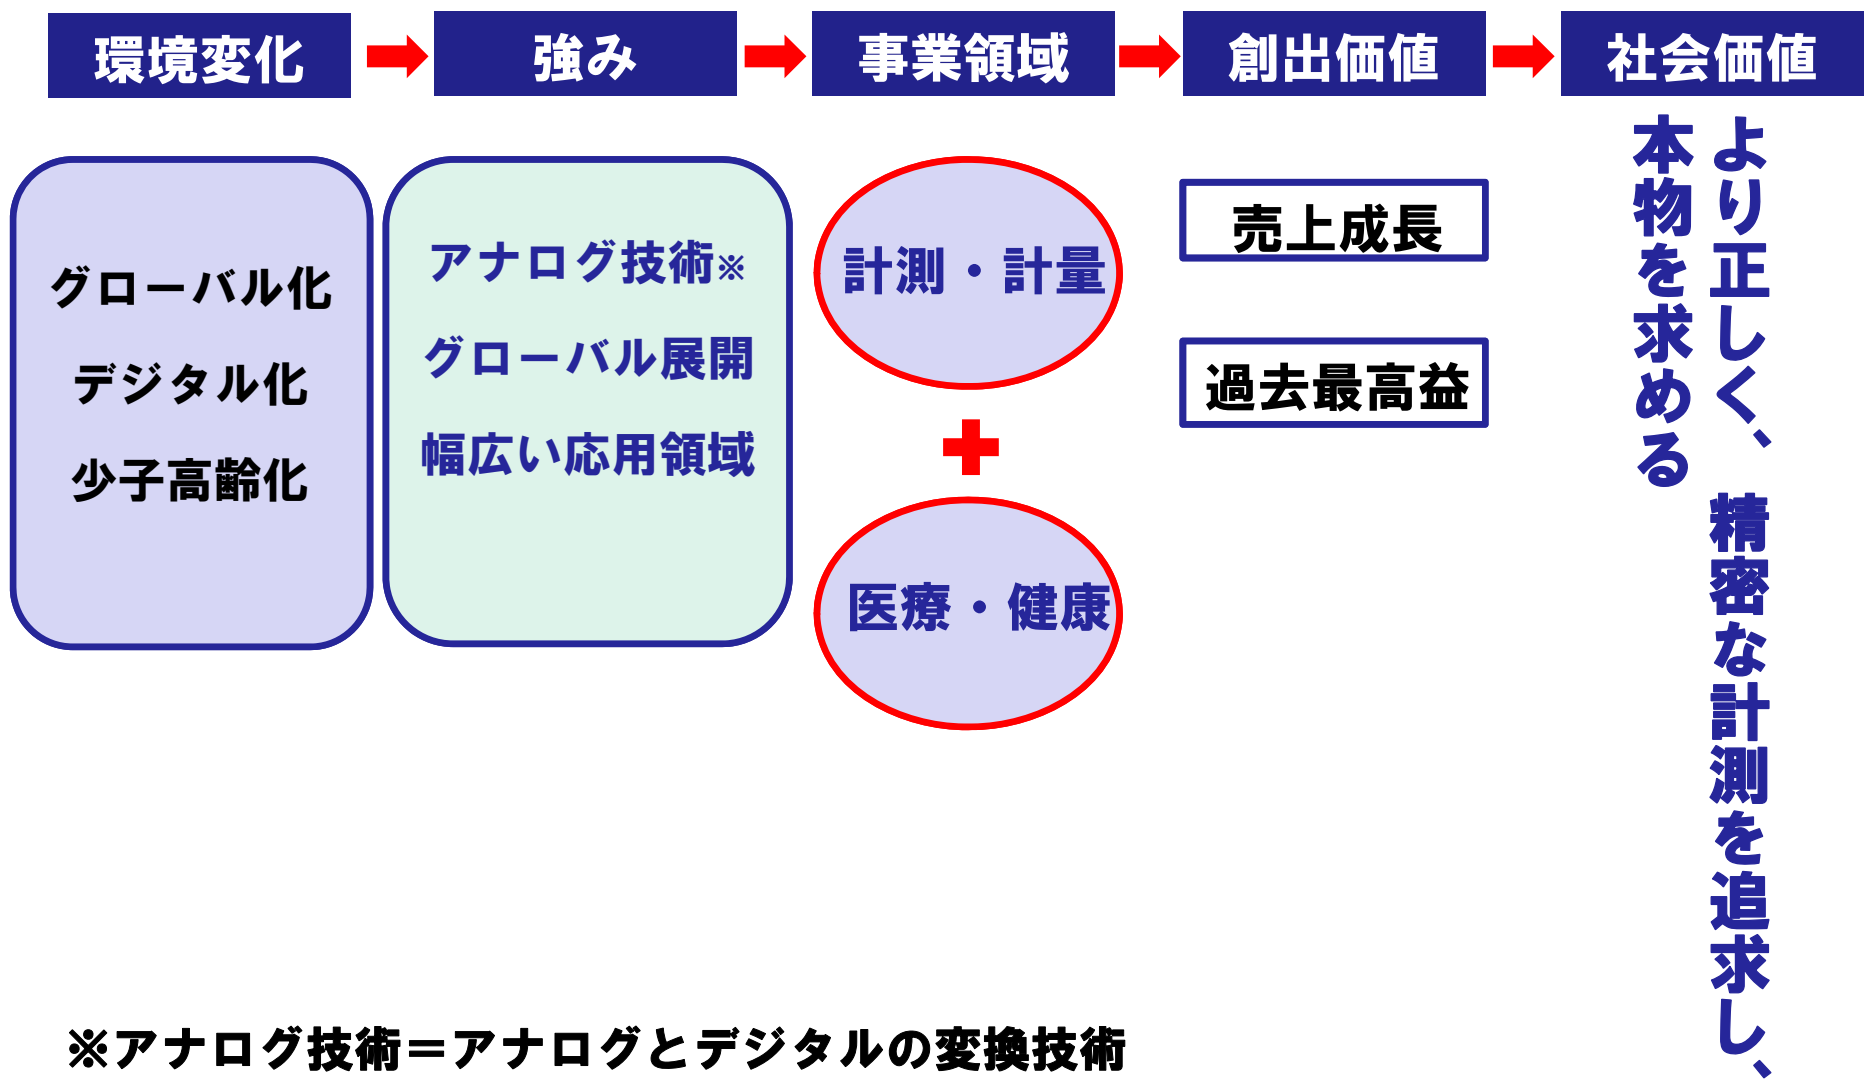 環境変化
強み
事業領域
創出価値
社会価値
グローバル化
デジタル化
少子高齢化
アナログ技術※
グローバル展開
幅広い応用領域
計測・計量
医療・健康
売上成長
過去最高益
より正しく、精密な計測を追求し、
本物を求める
※アナログ技術＝アナログとデジタルの変換技術